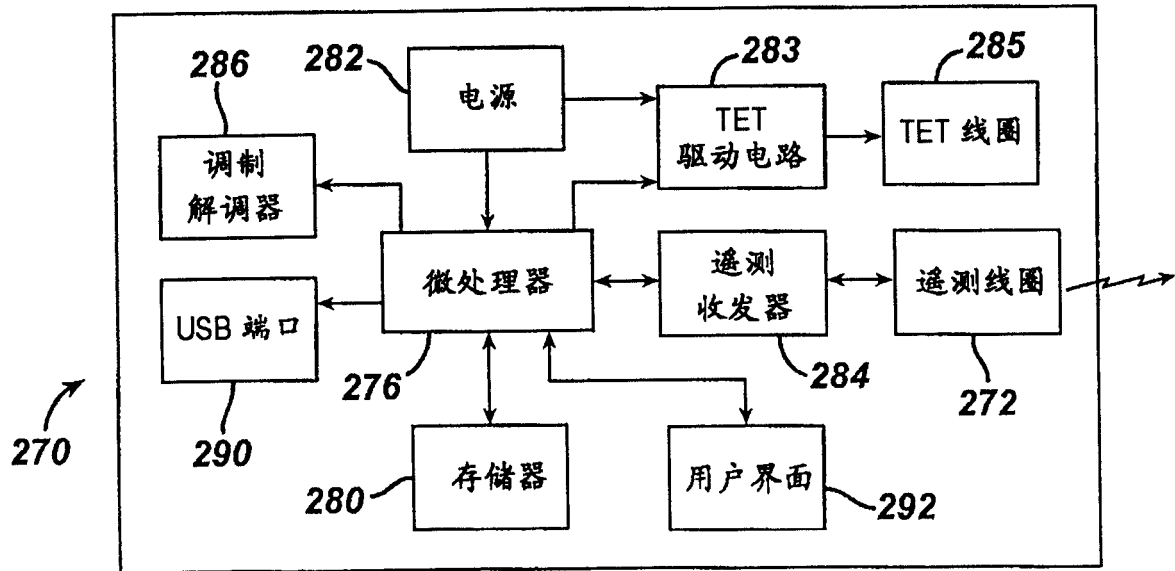 286
282
283
285
电源
TET
驱动电路
TET 线圈
调制
解调器
微处理器
遥测
收发器
遥测线圈
USB 端口
276
284
272
270
290
280
存储器
用户界面
292